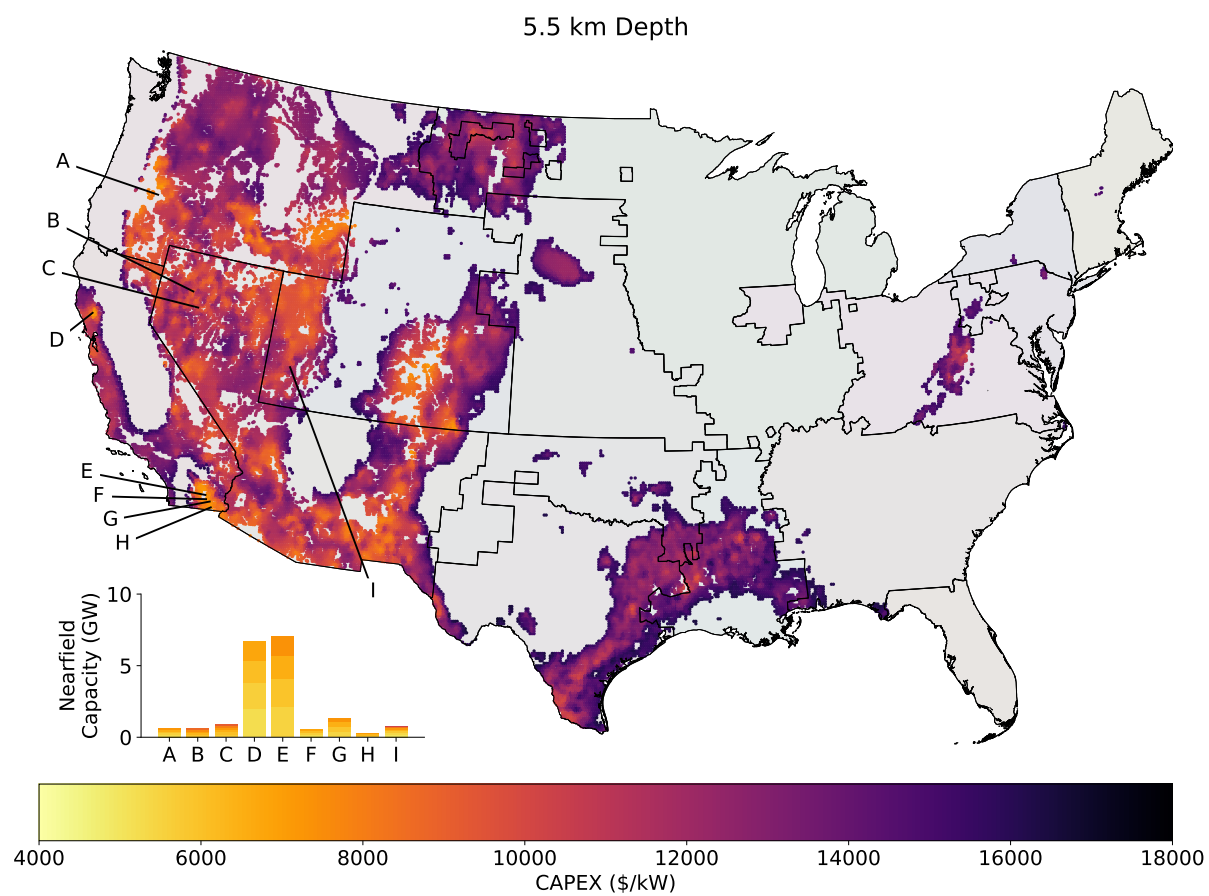 5.5 km Depth
A
B
C
D
E
F
G
H
I
Nearfield
Capacity (GW)
10
5
0
A B C D E F G H I
4000 6000 8000 10000 12000 14000 16000 18000
CAPEX ($/kW)